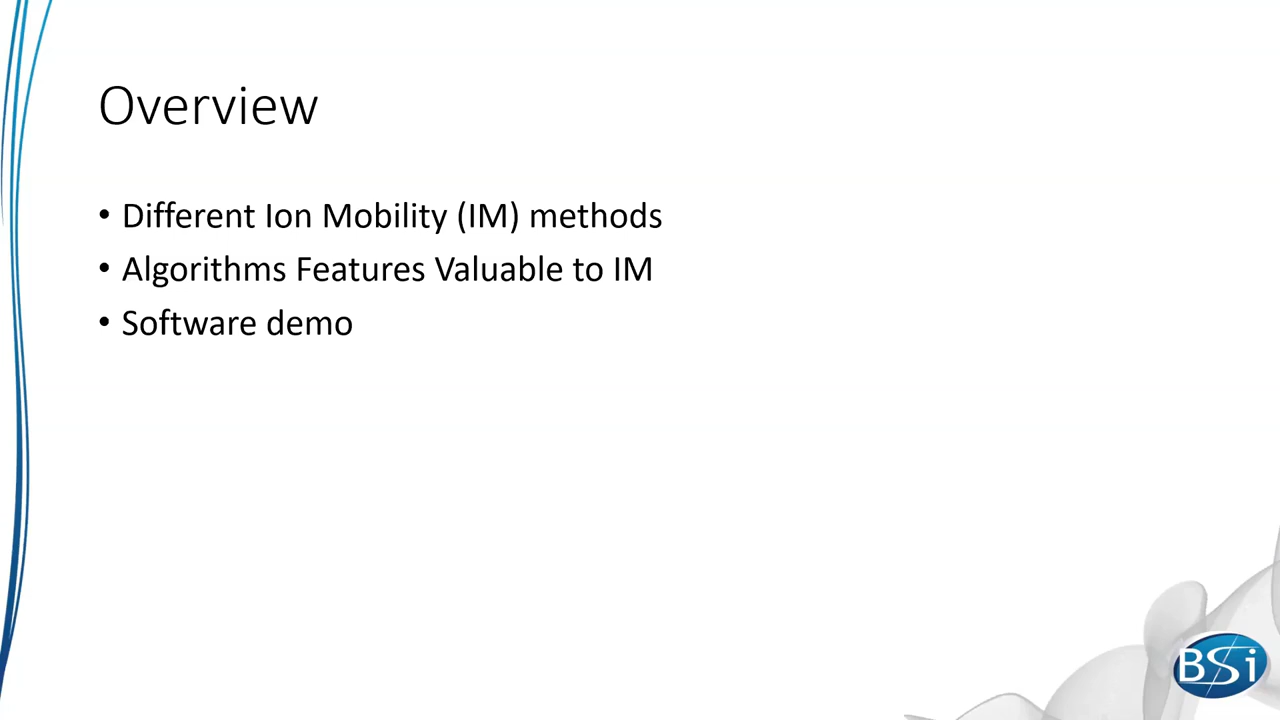 Overview
• Different Ion Mobility (IM) methods
• Algorithms Features Valuable to IM
• Software demo
BSi